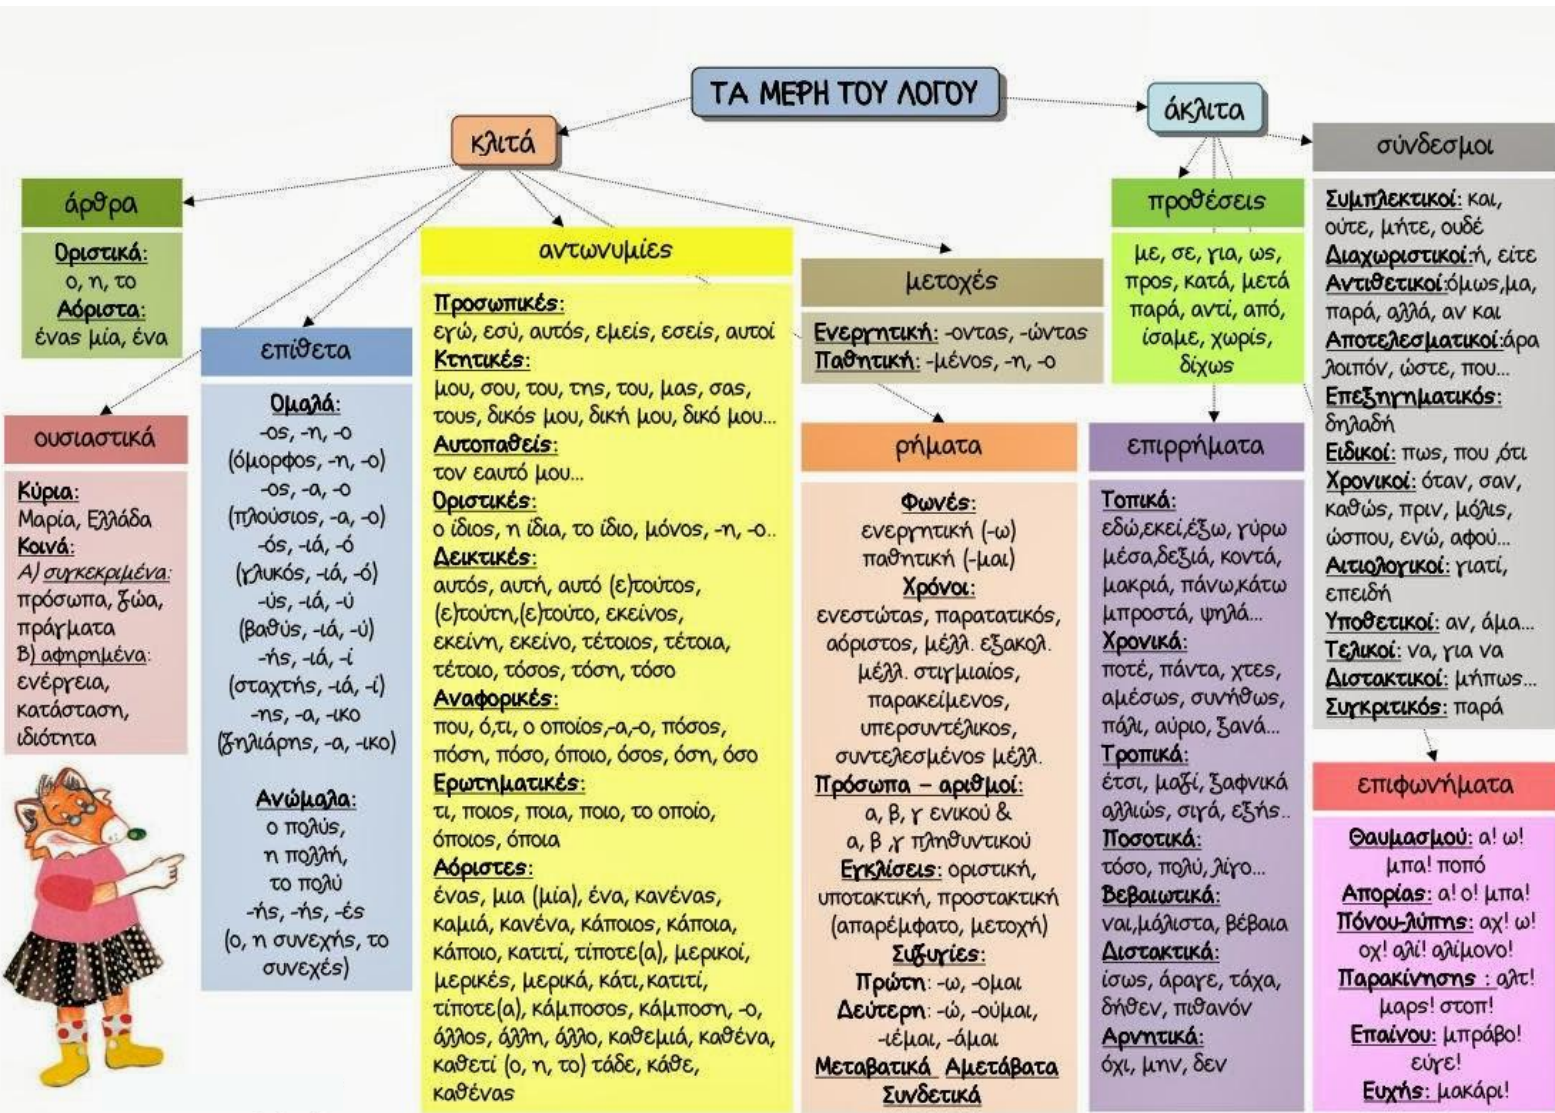 ΤΑ ΜΕΡΗ ΤΟΥ ΛΟΓΟΥ
κλιτά
άκλιτα
άρθρα
Οριστικά:
ο, η, το
Αόριστα:
ένας μία, ένα
ουσιαστικά
Κύρια:
Μαρία, Ελλάδα
Κοινά:
Α) συγκεκριμένα:
πρόσωπα, ζώα,
πράγματα
Β) αφηρημένα:
ενέργεια,
κατάσταση,
ιδιότητα
επίθετα
Ομαλά:
-ος, -η, -ο
(όμορφος, -η, -ο)
-ος, -α, -ο
(πλούσιος, -α, -ο)
-ός, -ιά, -ό
(γλυκός, -ιά, -ό)
-ύς, -ιά, -ύ
(βαθύς, -ιά, -ύ)
-ής, -ιά, -ί
(σταχτής, -ιά, -ί)
-ης, -α, -ικο
(ζηλιάρης, -α, -ικο)
Ανώμαλα:
ο πολύς,
η πολλή,
το πολύ
-ής, -ής, -ές
(ο, η συνεχής, το
συνεχές)
αντωνυμίες
Προσωπικές:
εγώ, εσύ, αυτός, εμείς, εσείς, αυτοί
Κτητικές:
μου, σου, του, της, του, μας, σας,
τους, δικός μου, δική μου, δικό μου...
Αυτοπαθείς:
τον εαυτό μου...
Οριστικές:
ο ίδιος, η ίδια, το ίδιο, μόνος, -η, -ο..
Δεικτικές:
αυτός, αυτή, αυτό (ε)τούτος,
(ε)τούτη,(ε)τούτο, εκείνος,
εκείνη, εκείνο, τέτοιος, τέτοια,
τέτοιο, τόσος, τόση, τόσο
Αναφορικές:
που, ό,τι, ο οποίος,-α,-ο, πόσος,
πόση, πόσο, όποιο, όσος, όση, όσο
Ερωτηματικές:
τι, ποιος, ποια, ποιο, το οποίο,
όποιος, όποια
Αόριστες:
ένας, μια (μία), ένα, κανένας,
καμιά, κανένα, κάποιος, κάποια,
κάποιο, κατιτί, τίποτε(α), μερικοί,
μερικές, μερικά, κάτι, κατιτί,
τίποτε(α), κάμποσος, κάμποση, -ο,
άλλος, άλλη, άλλο, καθεμιά, καθένα,
καθετί (ο, η, το) τάδε, κάθε,
καθένας
μετοχές
Ενεργητική: -οντας, -ώντας
Παθητική: -μένος, -η, -ο
ρήματα
Φωνές:
ενεργητική (-ω)
παθητική (-μαι)
Χρόνοι:
ενεστώτας, παρατατικός,
αόριστος, μέλλ. εξακολ.
μέλλ. στιγμιαίος,
παρακείμενος,
υπερσυντέλικος,
συντελεσμένος μέλλ.
Πρόσωπα – αριθμοί:
α, β, γ ενικού &
α, β ,γ πληθυντικού
Εγκλίσεις: οριστική,
υποτακτική, προστακτική
(απαρέμφατο, μετοχή)
Συζυγίες:
Πρώτη: -ω, -ομαι
Δεύτερη: -ώ, -ούμαι,
-ιέμαι, -άμαι
Μεταβατικά Αμετάβατα
Συνδετικά
προθέσεις
με, σε, για, ως,
προς, κατά, μετά
παρά, αντί, από,
ίσαμε, χωρίς,
δίχως
επιρρήματα
Τοπικά:
εδώ,εκεί,έξω, γύρω
μέσα,δεξιά, κοντά,
μακριά, πάνω,κάτω
μπροστά, ψηλά...
Χρονικά:
ποτέ, πάντα, χτες,
αμέσως, συνήθως,
πάλι, αύριο, ξανά...
Τροπικά:
έτσι, μαζί, ξαφνικά
αλλιώς, σιγά, εξής..
Ποσοτικά:
τόσο, πολύ, λίγο...
Βεβαιωτικά:
ναι,μάλιστα, βέβαια
Διστακτικά:
ίσως, άραγε, τάχα,
δήθεν, πιθανόν
Αρνητικά:
όχι, μην, δεν
σύνδεσμοι
Συμπλεκτικοί: και,
ούτε, μήτε, ουδέ
Διαχωριστικοί:ή, είτε
Αντιθετικοί:όμως,μα,
παρά, αλλά, αν και
Αποτελεσματικοί:άρα
λοιπόν, ώστε, που...
Επεξηγηματικός:
δηλαδή
Ειδικοί: πως, που ,ότι
Χρονικοί: όταν, σαν,
καθώς, πριν, μόλις,
ώσπου, ενώ, αφού...
Αιτιολογικοί: γιατί,
επειδή
Υποθετικοί: αν, άμα...
Τελικοί: να, για να
Διστακτικοί: μήπως...
Συγκριτικός: παρά
επιφωνήματα
Θαυμασμού: α! ω!
μπα! ποπό
Απορίας: α! ο! μπα!
Πόνου-λύπης: αχ! ω!
οχ! αλί! αλίμονο!
Παρακίνησης : αλτ!
μαρς! στοπ!
Επαίνου: μπράβο!
εύγε!
Ευχής: μακάρι!